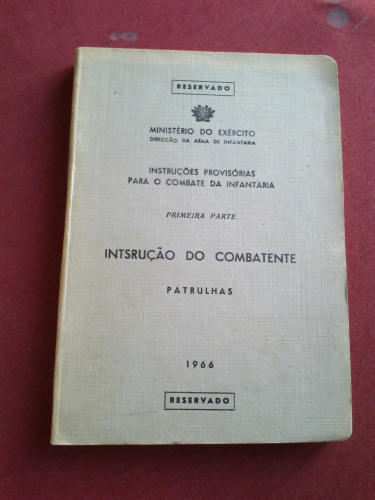 RESERVADO
MINISTÉRIO DO EXÉRCITO
DIRECÇÃO DA ARMA DE INFANTARIA
INSTRUÇÕES PROVISÓRIAS
PARA O COMBATE DA INFANTARIA
PRIMEIRA PARTE
INTSRUÇÃO DO COMBATENTE
PATRULHAS
1966
RESERVADO